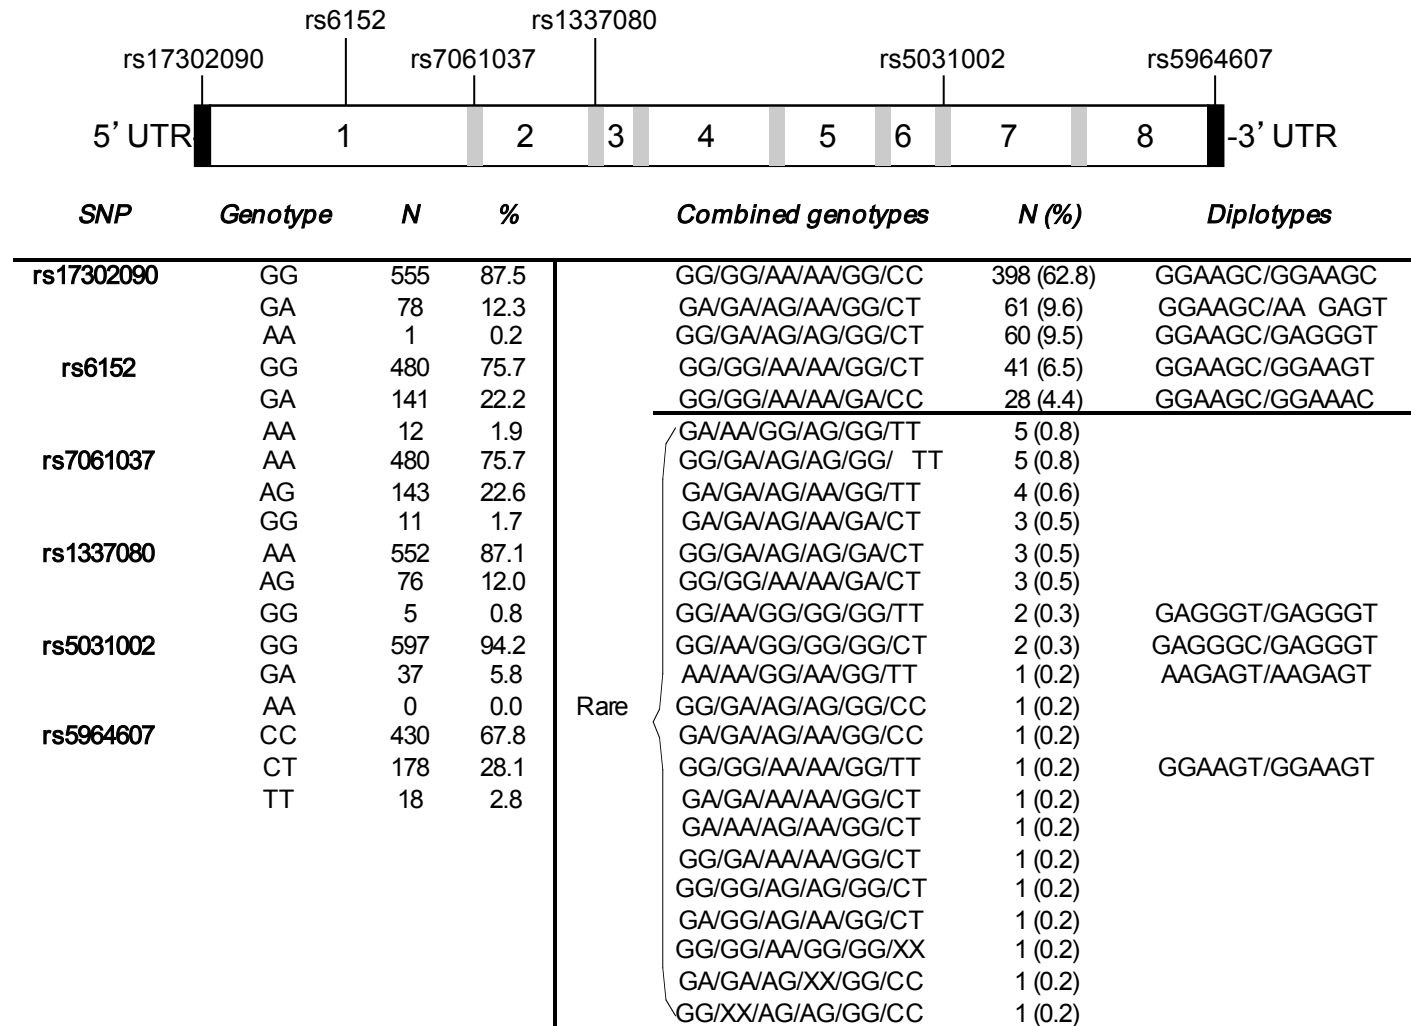 rs6152 rs1337080
rs17302090 rs7061037 rs5031002 rs5964607
5' UTR 1 2 3 4 5 6 7 8 -3' UTR
SNP Genotype N % Combined genotypes N (%) Diplotypes
rs17302090 GG 555 87.5 GG/GG/AA/AA/GG/CC 398 (62.8) GGAAGC/GGAAGC
GA 78 12.3 GA/GA/AG/AA/GG/CT 61 (9.6) GGAAGC/AA GAGT
AA 1 0.2 GG/GA/AG/AG/GG/CT 60 (9.5) GGAAGC/GAGGGT
rs6152 GG 480 75.7 GG/GG/AA/AA/GG/CT 41 (6.5) GGAAGC/GGAAGT
GA 141 22.2 GG/GG/AA/AA/GA/CC 28 (4.4) GGAAGC/GGAAAC
AA 12 1.9 GA/AA/GG/AG/GG/TT 5 (0.8)
rs7061037 AA 480 75.7 GG/GA/AG/AG/GG/ TT 5 (0.8)
AG 143 22.6 GA/GA/AG/AA/GG/TT 4 (0.6)
GG 11 1.7 GA/GA/AG/AA/GA/CT 3 (0.5)
rs1337080 AA 552 87.1 GG/GA/AG/AG/GA/CT 3 (0.5)
AG 76 12.0 GG/GG/AA/AA/GA/CT 3 (0.5)
GG 5 0.8 GG/AA/GG/GG/GG/TT 2 (0.3) GAGGGT/GAGGGT
rs5031002 GG 597 94.2 GG/AA/GG/GG/GG/CT 2 (0.3) GAGGGC/GAGGGT
GA 37 5.8 AA/AA/GG/AA/GG/TT 1 (0.2) AAGAGT/AAGAGT
AA 0 0.0 Rare GG/GA/AG/AG/GG/CC 1 (0.2)
rs5964607 CC 430 67.8 GA/GA/AG/AA/GG/CC 1 (0.2)
CT 178 28.1 GG/GG/AA/AA/GG/TT 1 (0.2) GGAAGT/GGAAGT
TT 18 2.8 GA/GA/AA/AA/GG/CT 1 (0.2)
GA/AA/AG/AA/GG/CT 1 (0.2)
GG/GA/AA/AA/GG/CT 1 (0.2)
GG/GG/AG/AG/GG/CT 1 (0.2)
GA/GG/AG/AA/GG/CT 1 (0.2)
GG/GG/AA/GG/GG/XX 1 (0.2)
GA/GA/AG/XX/GG/CC 1 (0.2)
GG/XX/AG/AG/GG/CC 1 (0.2)